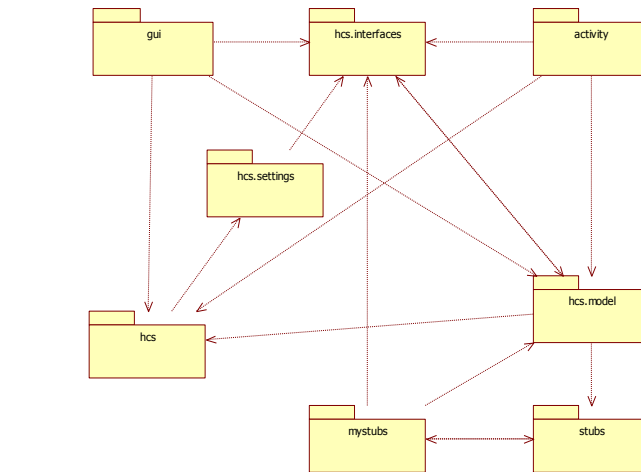 gui
hcs.interfaces
activity
hcs.settings
hcs.model
hcs
mystubs
stubs